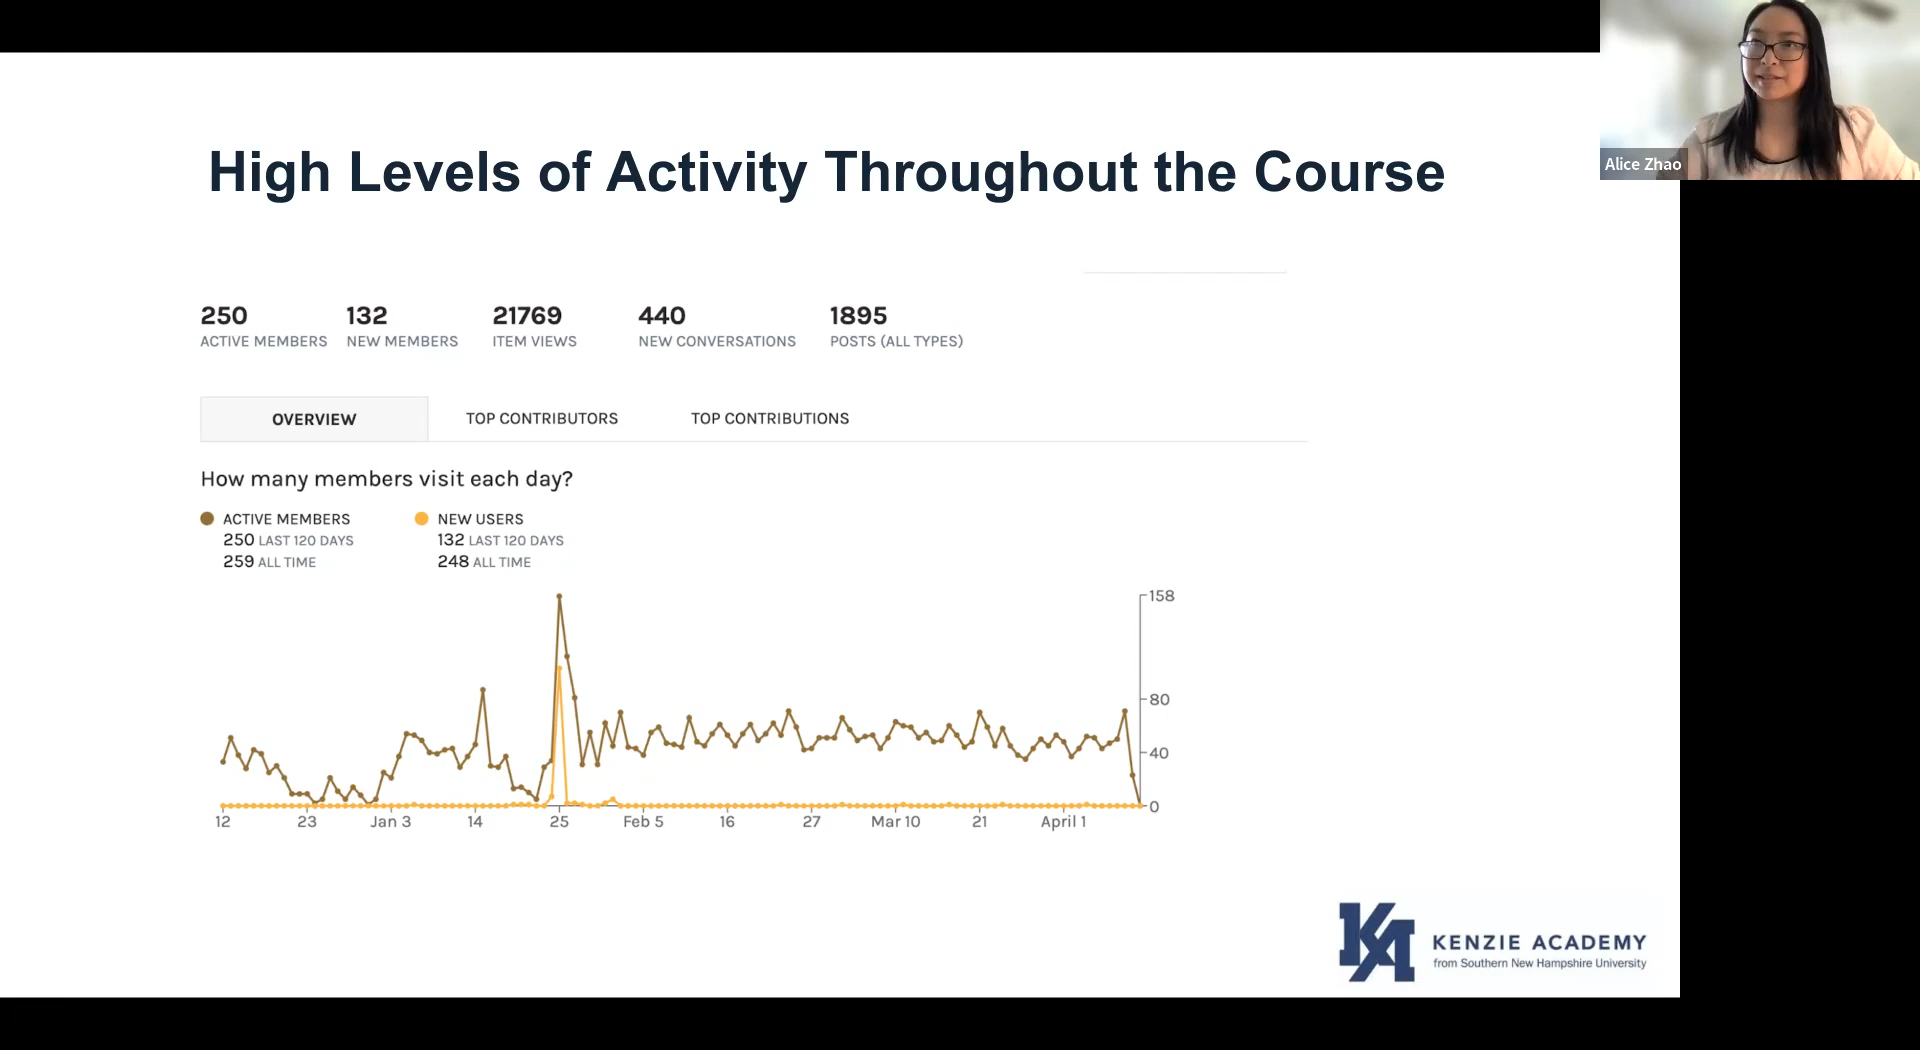 Alice Zhao
High Levels of Activity Throughout the Course
250 132 21769 440 1895
ACTIVE MEMBERS NEW MEMBERS ITEM VIEWS NEW CONVERSATIONS POSTS (ALL TYPES)
OVERVIEW TOP CONTRIBUTORS TOP CONTRIBUTIONS
How many members visit each day?
ACTIVE MEMBERS NEW USERS
250 LAST 120 DAYS 132 LAST 120 DAYS
259 ALL TIME 248 ALL TIME
158
80
40
0
12 23 Jan 3 14 25 Feb 5 16 27 Mar 10 21 April 1
KA KENZIE ACADEMY
from Southern New Hampshire University